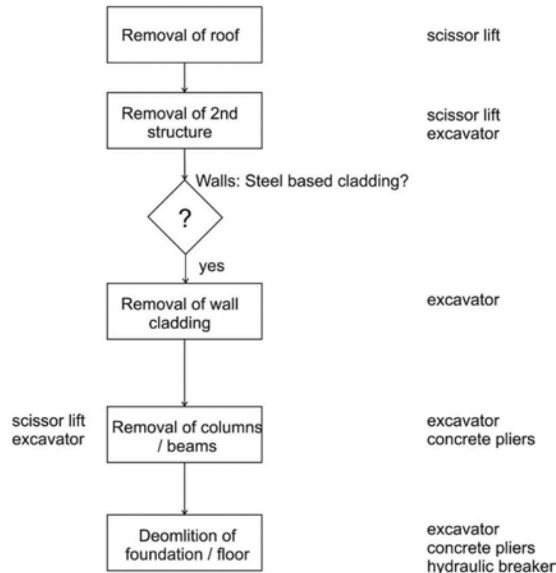 Removal of roof
scissor lift
Removal of 2nd
structure
scissor lift
excavator
Walls: Steel based cladding?
?
yes
Removal of wall
cladding
excavator
scissor lift
excavator
Removal of columns
/ beams
excavator
concrete pliers
Deomlition of
foundation / floor
excavator
concrete pliers
hydraulic breaker